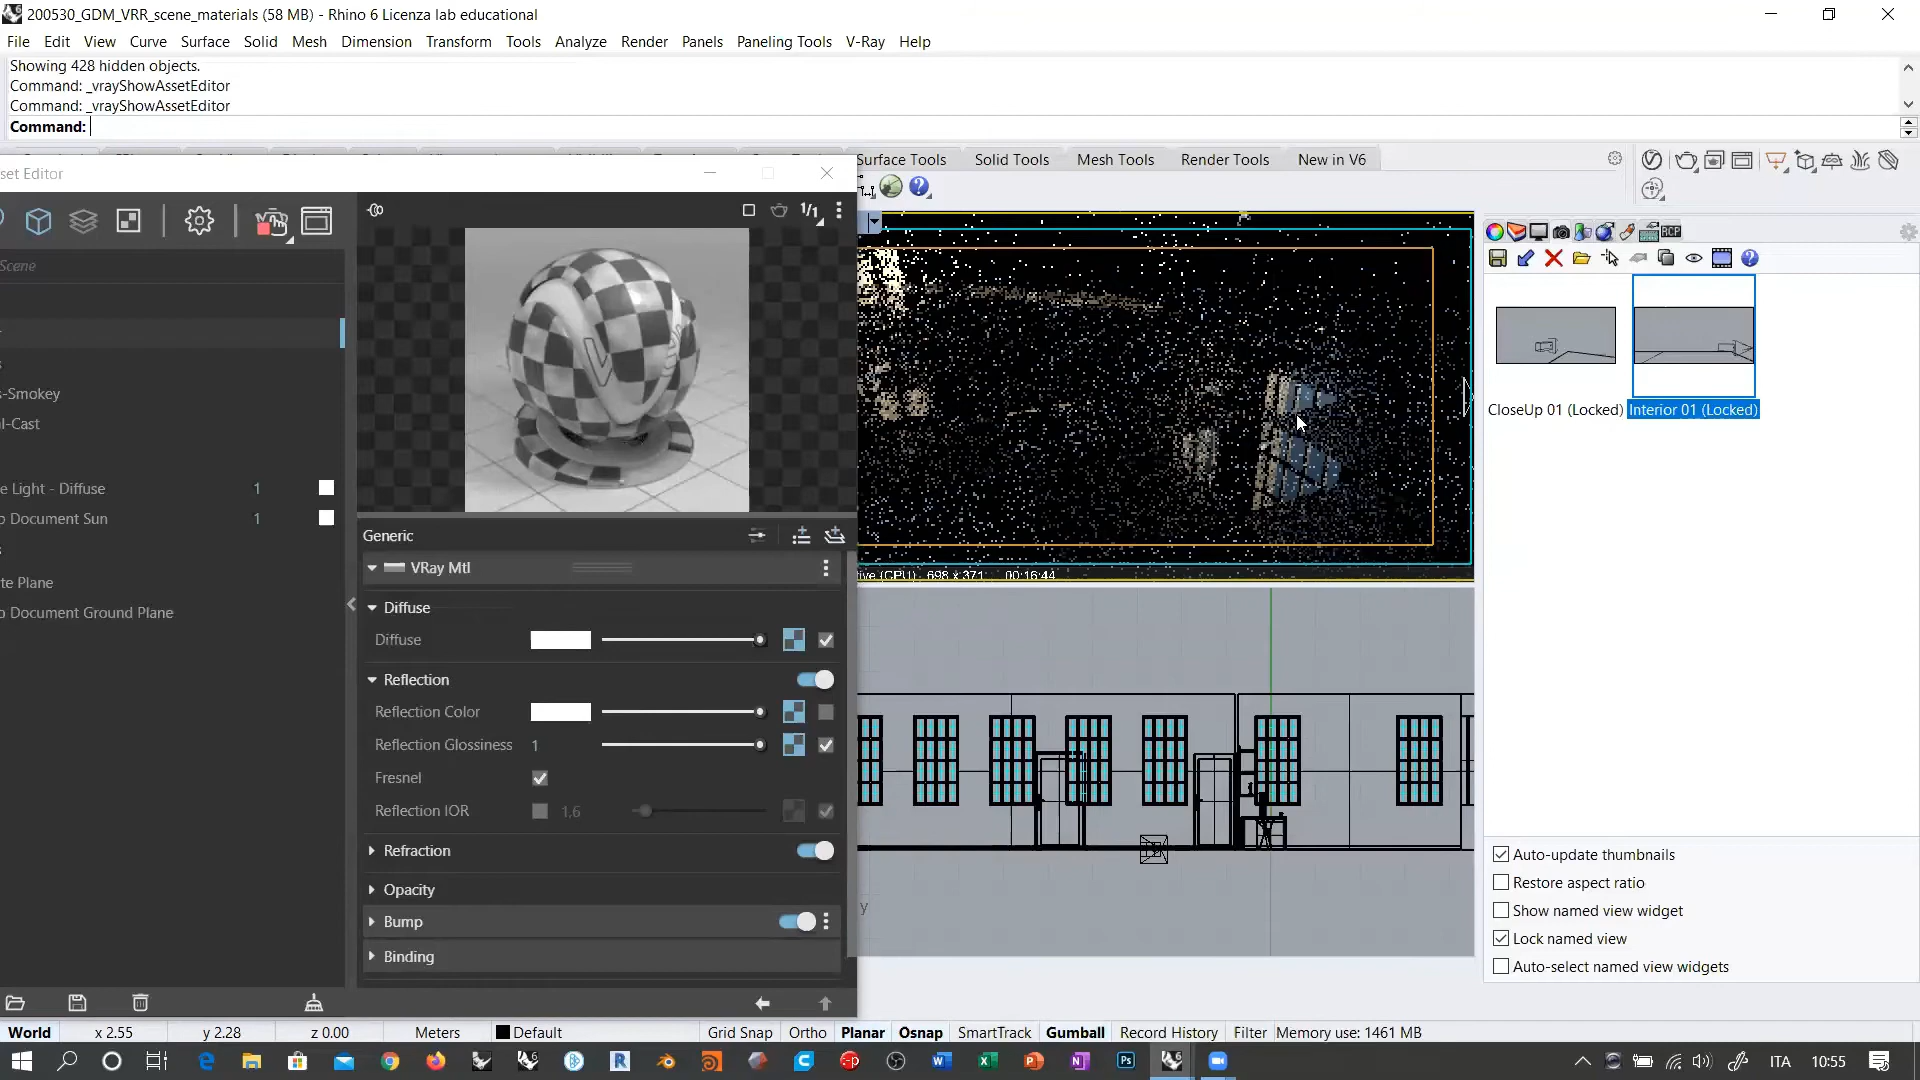 200530_GDM_VRR_scene_materials (58 MB) - Rhino 6 Licenza lab educational
File Edit View Curve Surface Solid Mesh Dimension Transform Tools Analyze Render Panels Paneling Tools V-Ray Help
Showing 428 hidden objects.
Command: _vrayShowAssetEditor
Command: _vrayShowAssetEditor
Command:
Surface Tools Solid Tools Mesh Tools Render Tools New in V6
set Editor
1/1
RCP
Scene
s-Smokey
l-Cast
e Light - Diffuse 1
o Document Sun 1
te Plane
o Document Ground Plane
Generic
VRay Mtl
Diffuse
Diffuse
Reflection
Reflection Color
Reflection Glossiness 1
Fresnel
Reflection IOR 1,6
Refraction
Opacity
Bump
Binding
tive (CPU) 698 x 371 00:16:44
y
CloseUp 01 (Locked) Interior 01 (Locked)
Auto-update thumbnails
Restore aspect ratio
Show named view widget
Lock named view
Auto-select named view widgets
World x 2.55 y 2.28 z 0.00 Meters Default Grid Snap Ortho Planar Osnap SmartTrack Gumball Record History Filter Memory use: 1461 MB
ITA 10:55